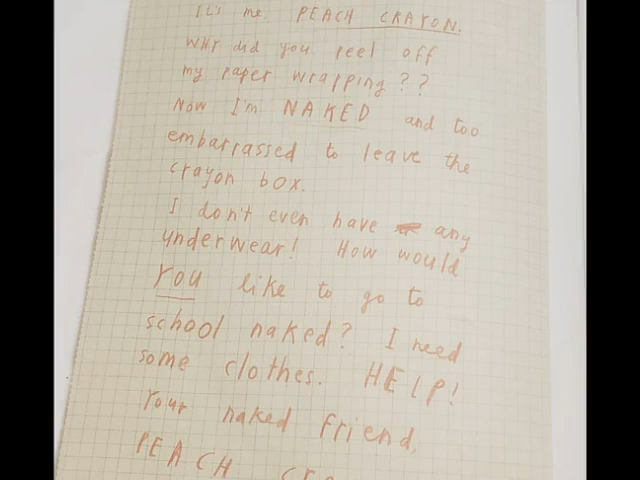 It's me, PEACH CRAYON.
WHY did you peel off
my paper wrapping??
Now I'm NAKED and too
embarrassed to leave the
crayon box.
I don't even have any
underwear! How would
YOU like to go to
school naked? I need
some clothes. HELP!
Your naked friend,
PEACH